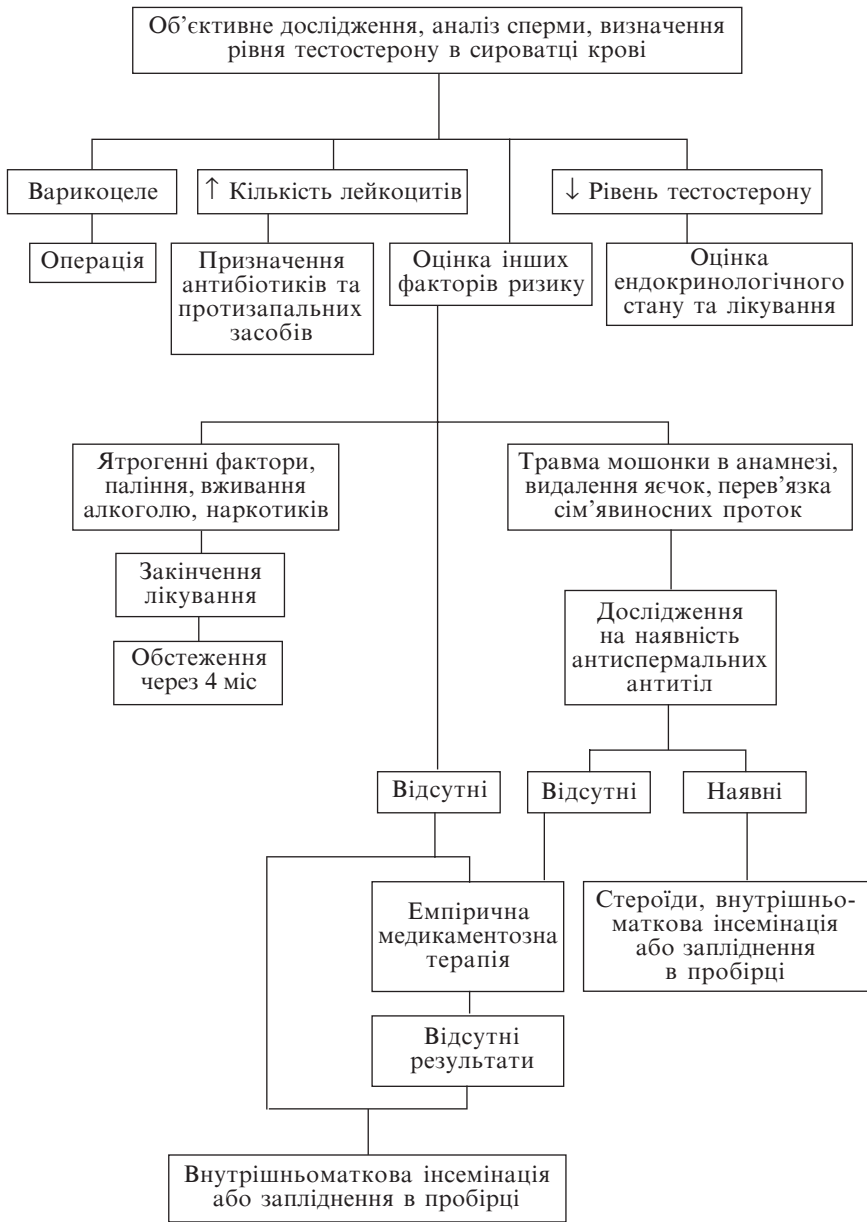 Об’єктивне дослідження, аналіз сперми, визначення
рівня тестостерону в сироватці крові
Варикоцеле
↑ Кількість лейкоцитів
↓ Рівень тестостерону
Операція
Призначення
антибіотиків та
протизапальних
засобів
Оцінка інших
факторів ризику
Оцінка
ендокринологічного
стану та лікування
Ятрогенні фактори,
паління, вживання
алкоголю, наркотиків
Травма мошонки в анамнезі,
видалення яєчок, перев’язка
сім’явиносних проток
Закінчення
лікування
Обстеження
через 4 міс
Дослідження
на наявність
антиспермальних
антитіл
Відсутні
Відсутні
Наявні
Емпірична
медикаментозна
терапія
Стероїди, внутрішньо-
маткова інсемінація
або запліднення
в пробірці
Відсутні
результати
Внутрішньоматкова інсемінація
або запліднення в пробірці